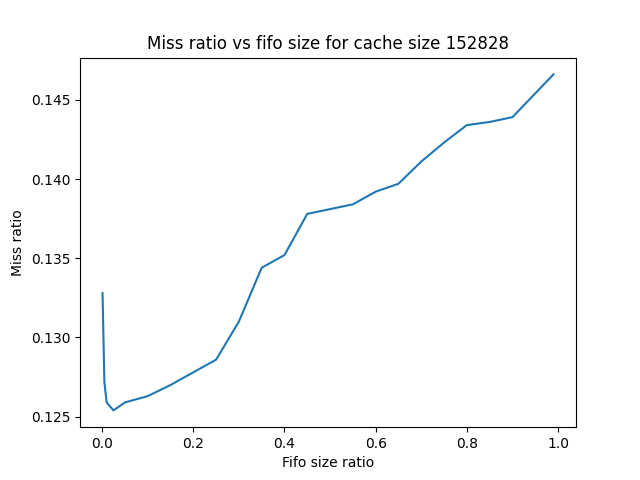 Miss ratio vs fifo size for cache size 152828
0.145
0.140
0.135
0.130
0.125
Miss ratio
0.0 0.2 0.4 0.6 0.8 1.0
Fifo size ratio